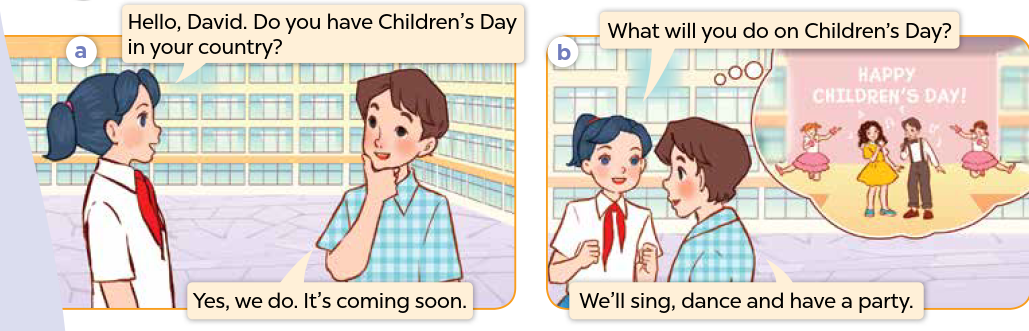 a
Hello, David. Do you have Children's Day
in your country?
Yes, we do. It's coming soon.
b
What will you do on Children's Day?
HAPPY
CHILDREN'S DAY!
We'll sing, dance and have a party.